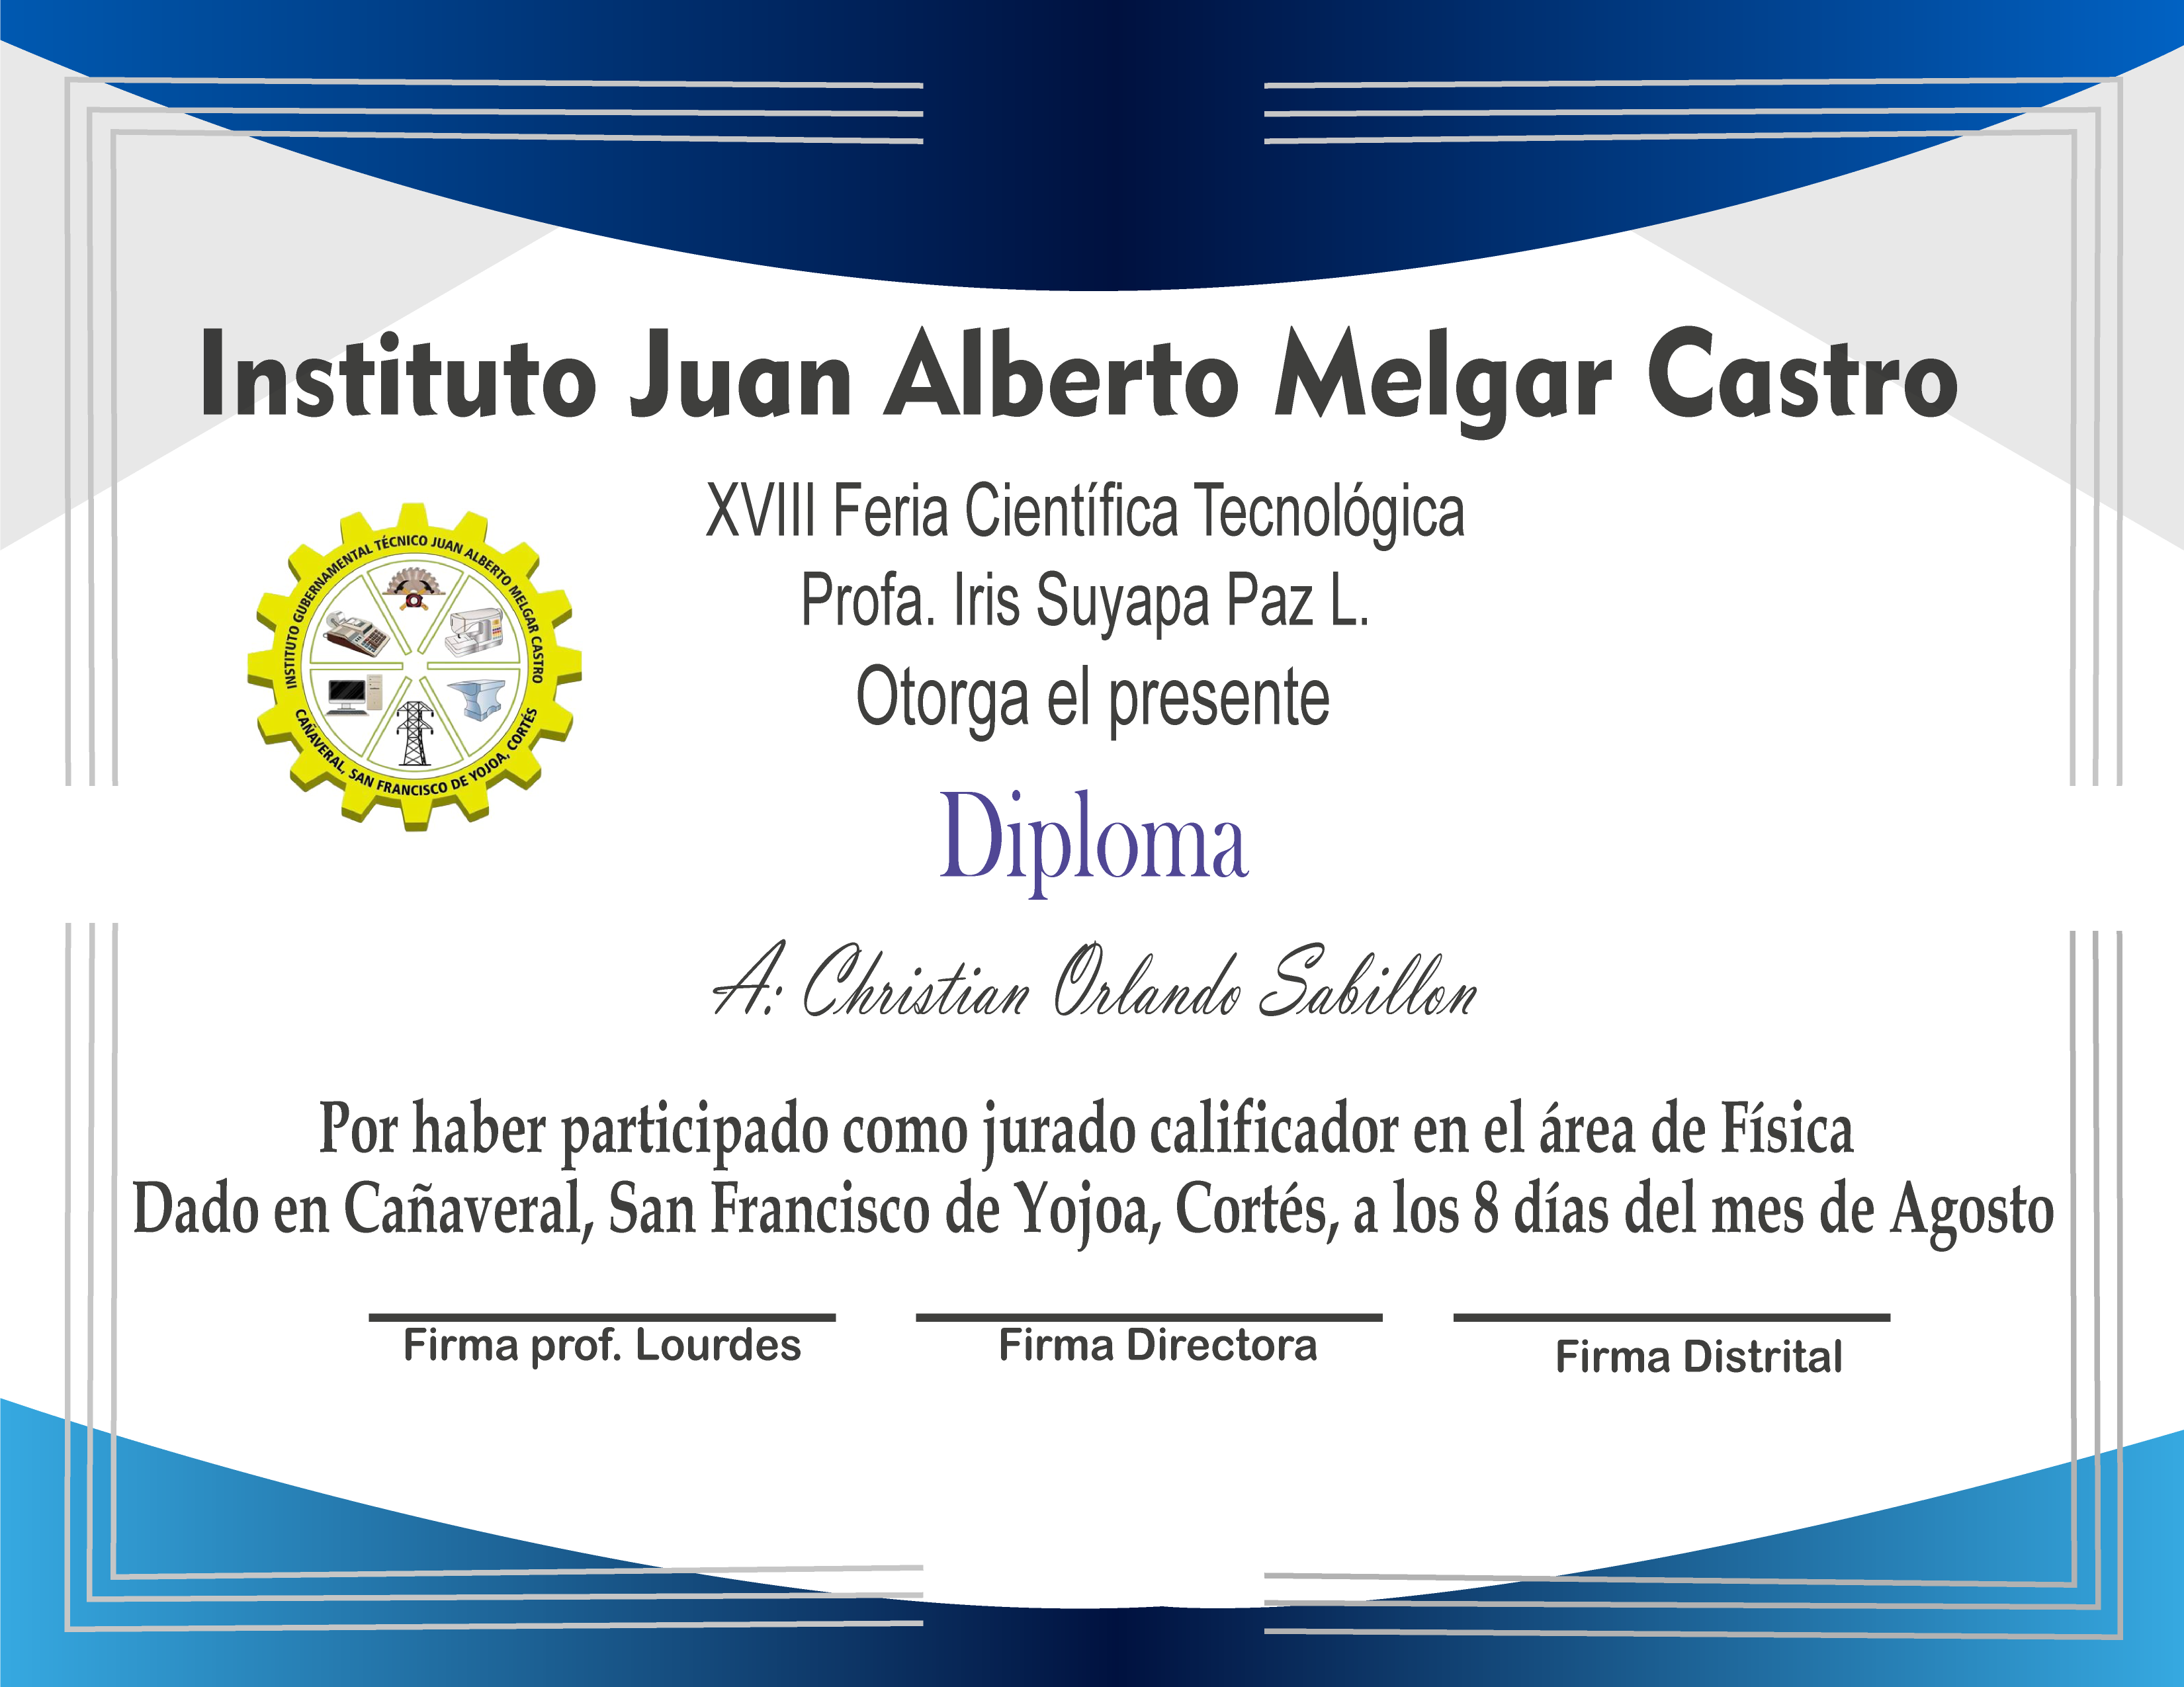 Instituto Juan Alberto Melgar Castro
XVIII Feria Científica Tecnológica
Profa. Iris Suyapa Paz L.
Otorga el presente
INSTITUTO GUBERNAMENTAL TÉCNICO JUAN ALBERTO MELGAR CASTRO
CAÑAVERAL, SAN FRANCISCO DE YOJOA, CORTÉS
Diploma
A: Christian Orlando Sabillon
Por haber participado como jurado calificador en el área de Física
Dado en Cañaveral, San Francisco de Yojoa, Cortés, a los 8 días del mes de Agosto
Firma prof. Lourdes
Firma Directora
Firma Distrital